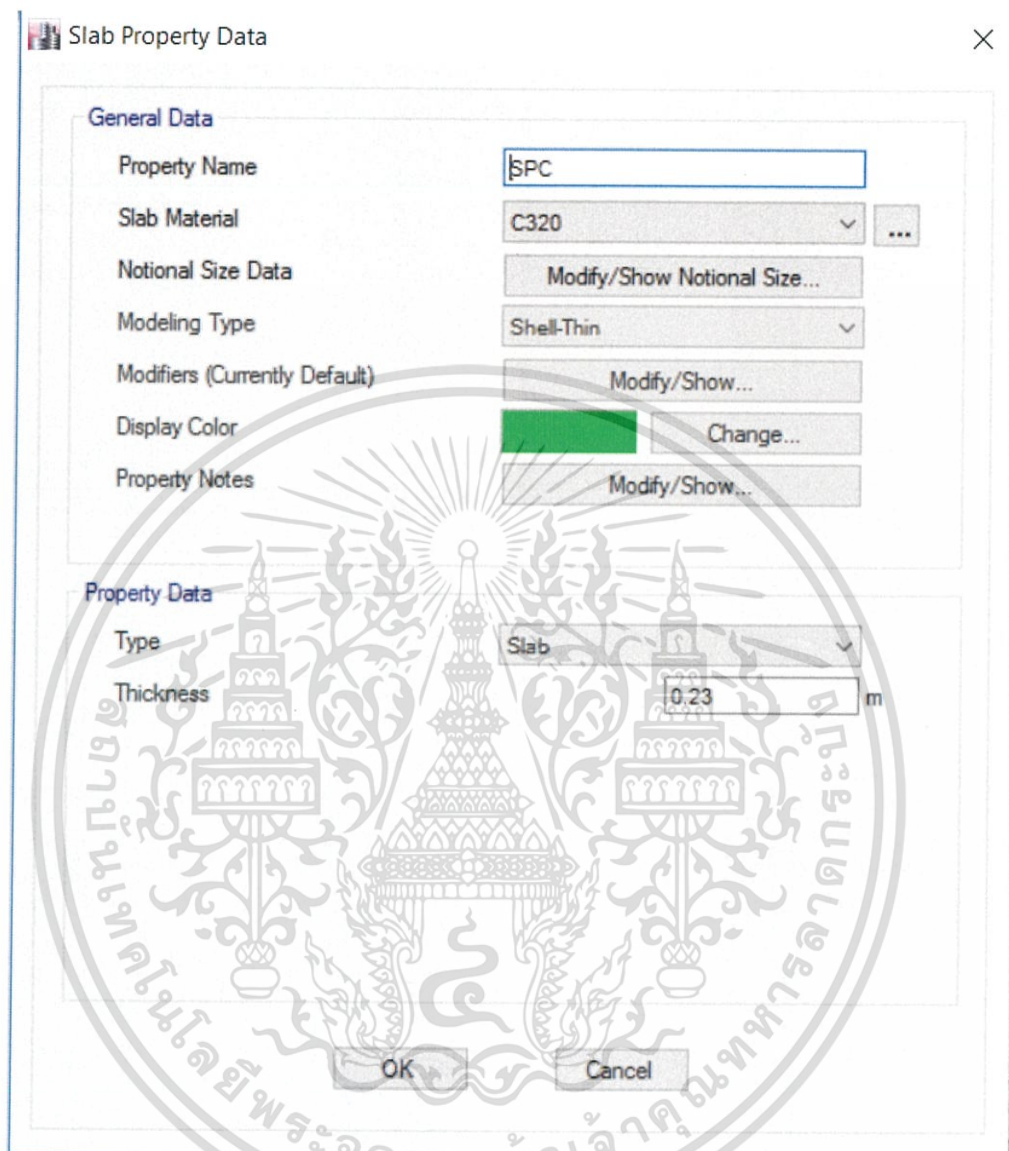 Slab Property Data
General Data
Property Name SPC
Slab Material C320 ...
Notional Size Data Modify/Show Notional Size...
Modeling Type Shell-Thin
Modifiers (Currently Default) Modify/Show...
Display Color Change...
Property Notes Modify/Show...
Property Data
Type Slab
Thickness 0.23 m
OK Cancel